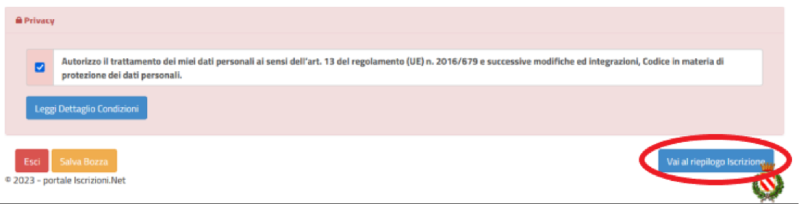 Privacy
Autorizzo il trattamento dei miei dati personali ai sensi dell'art. 13 del regolamento (UE) n. 2016/679 e successive modifiche ed integrazioni, Codice in materia di
protezione dei dati personali.
Leggi Dettaglio Condizioni
Esci Salva Bozza Vai al riepilogo Iscrizione
© 2023 - portale Iscrizioni.Net